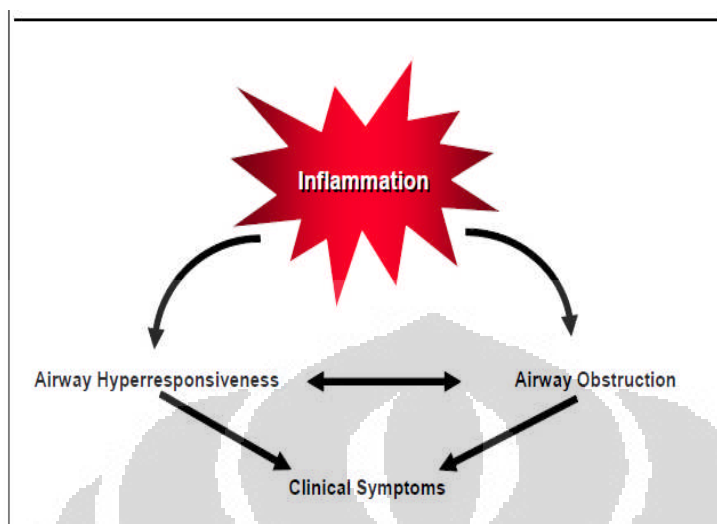 Inflammation
Airway Hyperresponsiveness
Airway Obstruction
Clinical Symptoms